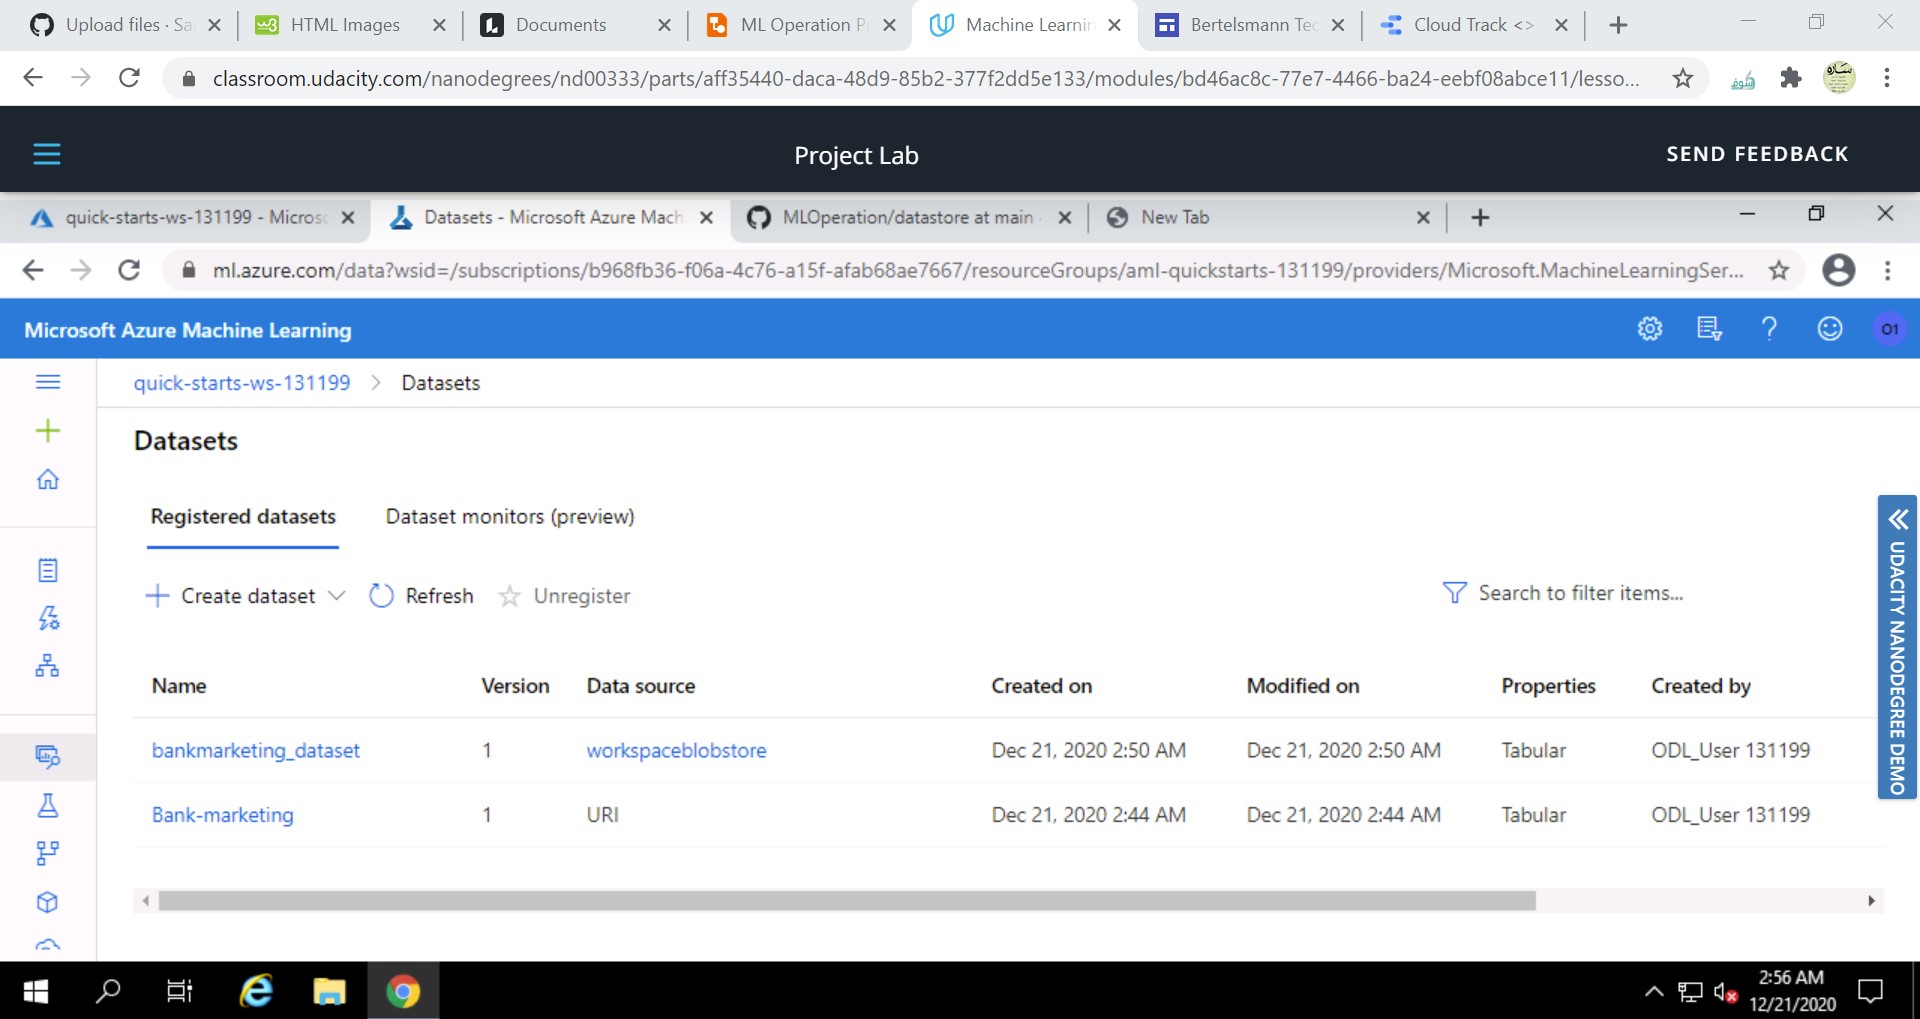 Upload files · Sa
HTML Images
Documents
ML Operation P
Machine Learnin
Bertelsmann Tec
Cloud Track <>
classroom.udacity.com/nanodegrees/nd00333/parts/aff35440-daca-48d9-85b2-377f2dd5e133/modules/bd46ac8c-77e7-4466-ba24-eebf08abce11/lesso...
Project Lab
SEND FEEDBACK
quick-starts-ws-131199 - Micros
Datasets - Microsoft Azure Mach
MLOperation/datastore at main
New Tab
ml.azure.com/data?wsid=/subscriptions/b968fb36-f06a-4c76-a15f-afab68ae7667/resourceGroups/aml-quickstarts-131199/providers/Microsoft.MachineLearningSer...
Microsoft Azure Machine Learning
O1
quick-starts-ws-131199 > Datasets
Datasets
Registered datasets
Dataset monitors (preview)
Create dataset
Refresh
Unregister
Search to filter items...
Name Version Data source Created on Modified on Properties Created by
bankmarketing_dataset 1 workspaceblobstore Dec 21, 2020 2:50 AM Dec 21, 2020 2:50 AM Tabular ODL_User 131199
Bank-marketing 1 URI Dec 21, 2020 2:44 AM Dec 21, 2020 2:44 AM Tabular ODL_User 131199
UDACITY NANODEGREE DEMO
2:56 AM
12/21/2020